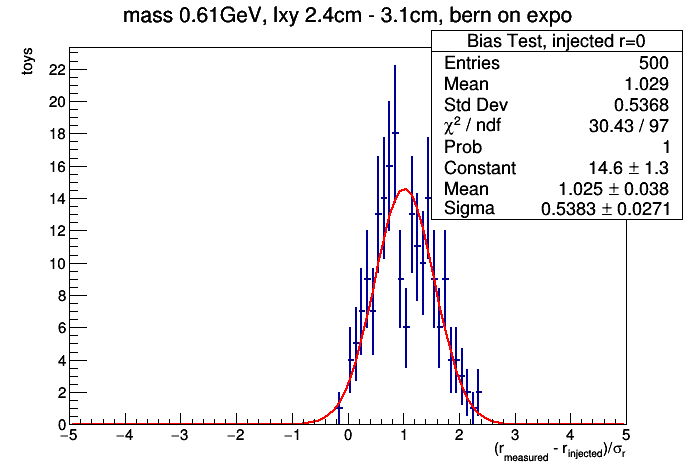 mass 0.61GeV, lxy 2.4cm - 3.1cm, bern on expo
toys
Bias Test, injected r=0
Entries 500
Mean 1.029
Std Dev 0.5368
χ² / ndf 30.43 / 97
Prob 1
Constant 14.6 ± 1.3
Mean 1.025 ± 0.038
Sigma 0.5383 ± 0.0271
22
20
18
16
14
12
10
8
6
4
2
0
−5 −4 −3 −2 −1 0 1 2 3 4 5
(r_measured - r_injected)/σ_r